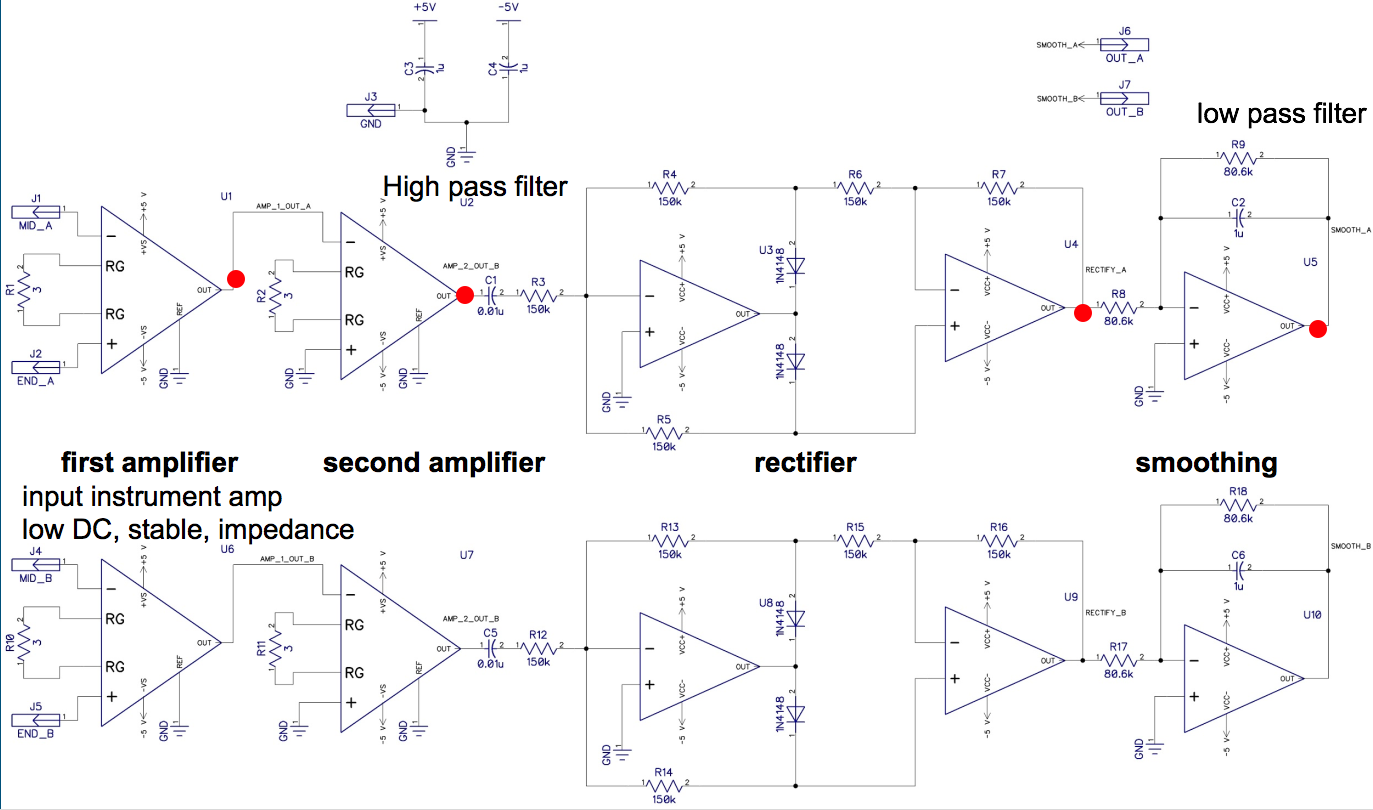 +5V
-5V
C3
1u
C4
1u
J3
GND
GND
J6
SMOOTH_A
OUT_A
J7
SMOOTH_B
OUT_B
low pass filter
High pass filter
J1
MID_A
R1
3
RG
RG
J2
END_A
+5 V
+VS
U1
OUT
REF
-VS
-5 V
GND
AMP_1_OUT_A
R2
3
RG
RG
GND
+5 V
+VS
U2
OUT
REF
-VS
-5 V
GND
AMP_2_OUT_B
C1
0.01u
R3
150k
R4
150k
R5
150k
GND
+5 V
VCC+
OUT
VCC-
-5 V
U3
1N4148
1N4148
R6
150k
R7
150k
+5 V
VCC+
OUT
VCC-
-5 V
U4
RECTIFY_A
R8
80.6k
R9
80.6k
C2
1u
SMOOTH_A
U5
+5 V
VCC+
OUT
VCC-
-5 V
GND
first amplifier
second amplifier
rectifier
smoothing
input instrument amp
low DC, stable, impedance
J4
MID_B
R10
3
RG
RG
J5
END_B
+5 V
+VS
U6
OUT
REF
-VS
-5 V
GND
AMP_1_OUT_B
R11
3
RG
RG
GND
+5 V
+VS
U7
OUT
REF
-VS
-5 V
GND
AMP_2_OUT_B
C5
0.01u
R12
150k
R13
150k
R14
150k
GND
+5 V
VCC+
OUT
VCC-
-5 V
U8
1N4148
1N4148
R15
150k
R16
150k
+5 V
VCC+
OUT
VCC-
-5 V
U9
RECTIFY_B
R17
80.6k
R18
80.6k
C6
1u
SMOOTH_B
U10
+5 V
VCC+
OUT
VCC-
-5 V
GND